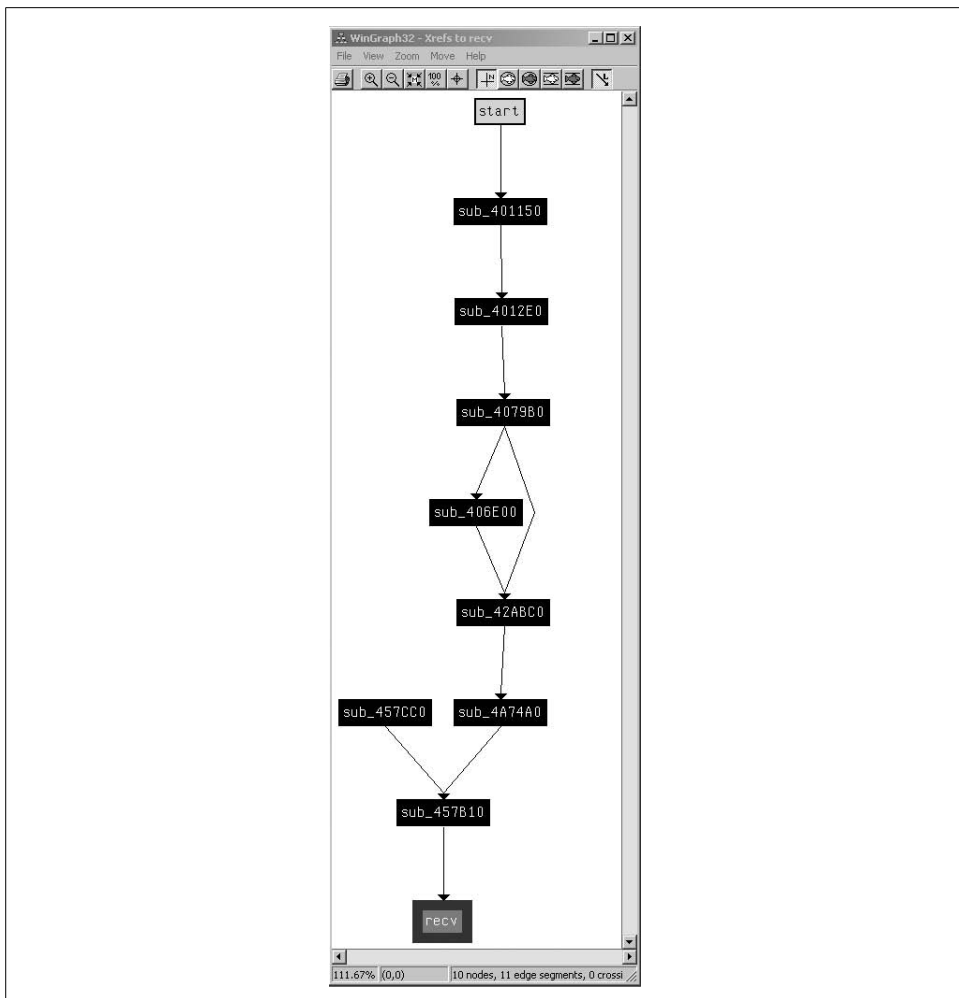 WinGraph32 - Xrefs to recv
File View Zoom Move Help
100 %
N
start
sub_401150
sub_4012E0
sub_4079B0
sub_406E00
sub_42ABC0
sub_457CC0 sub_4A74A0
sub_457B10
recv
111.67% (0,0) 10 nodes, 11 edge segments, 0 crossi